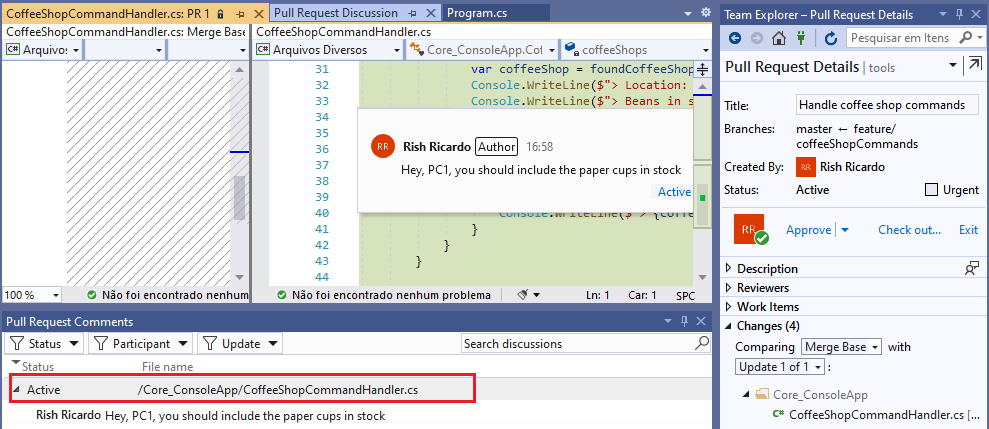 CoffeeShopCommandHandler.cs: PR 1
Pull Request Discussion
Program.cs
CoffeeShopCommandHandler.cs: Merge Base
CoffeeShopCommandHandler.cs
C# Arquivos
C# Arquivos Diversos
Core_ConsoleApp.Cof
coffeeShops
31 var coffeeShop = foundCoffeeShop
32 Console.WriteLine($"> Location:
33 Console.WriteLine($"> Beans in s
34
35
36
37
38
39
40 Console.WriteLine($"> {coffe
41 }
42 }
43 }
44
RR Rish Ricardo Author 16:58
Hey, PC1, you should include the paper cups in stock
Active
100 %
Não foi encontrado nenhum
Não foi encontrado nenhum problema
Ln: 1 Car: 1 SPC
Pull Request Comments
Status Participant Update Search discussions
Status File name
Active /Core_ConsoleApp/CoffeeShopCommandHandler.cs
Rish Ricardo Hey, PC1, you should include the paper cups in stock
Team Explorer – Pull Request Details
Pesquisar em Itens
Pull Request Details | tools
Title: Handle coffee shop commands
Branches: master ← feature/
coffeeShopCommands
Created By: RR Rish Ricardo
Status: Active Urgent
RR Approve Check out... Exit
Description
Reviewers
Work Items
Changes (4)
Comparing Merge Base with
Update 1 of 1 :
Core_ConsoleApp
C# CoffeeShopCommandHandler.cs [...